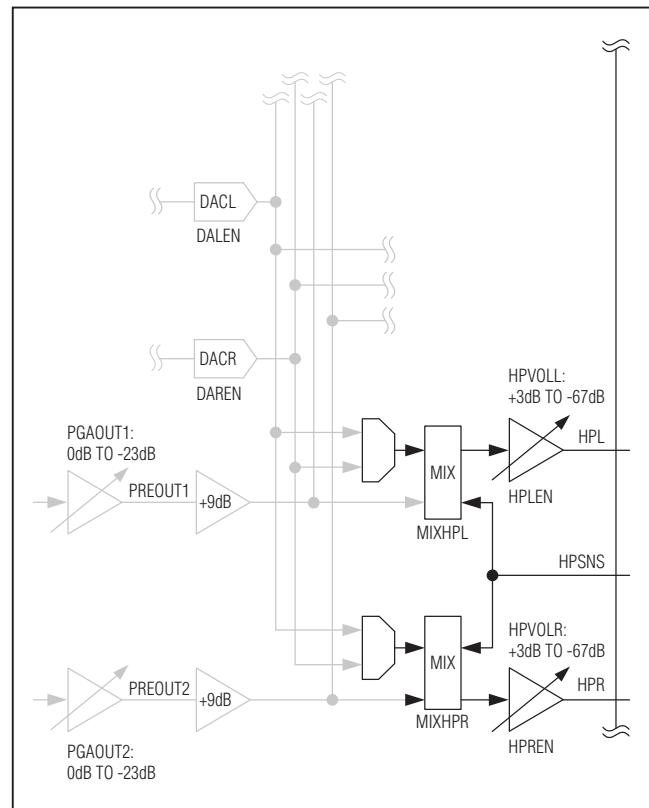 DACL
DALEN
DACR
DAREN
HPVOLL:
+3dB TO -67dB
PGAOUT1:
0dB TO -23dB
HPL
MIX
PREOUT1
+9dB
HPLEN
MIXHPL
HPSNS
HPVOLR:
+3dB TO -67dB
MIX
PREOUT2
+9dB
HPR
MIXHPR
HPREN
PGAOUT2:
0dB TO -23dB